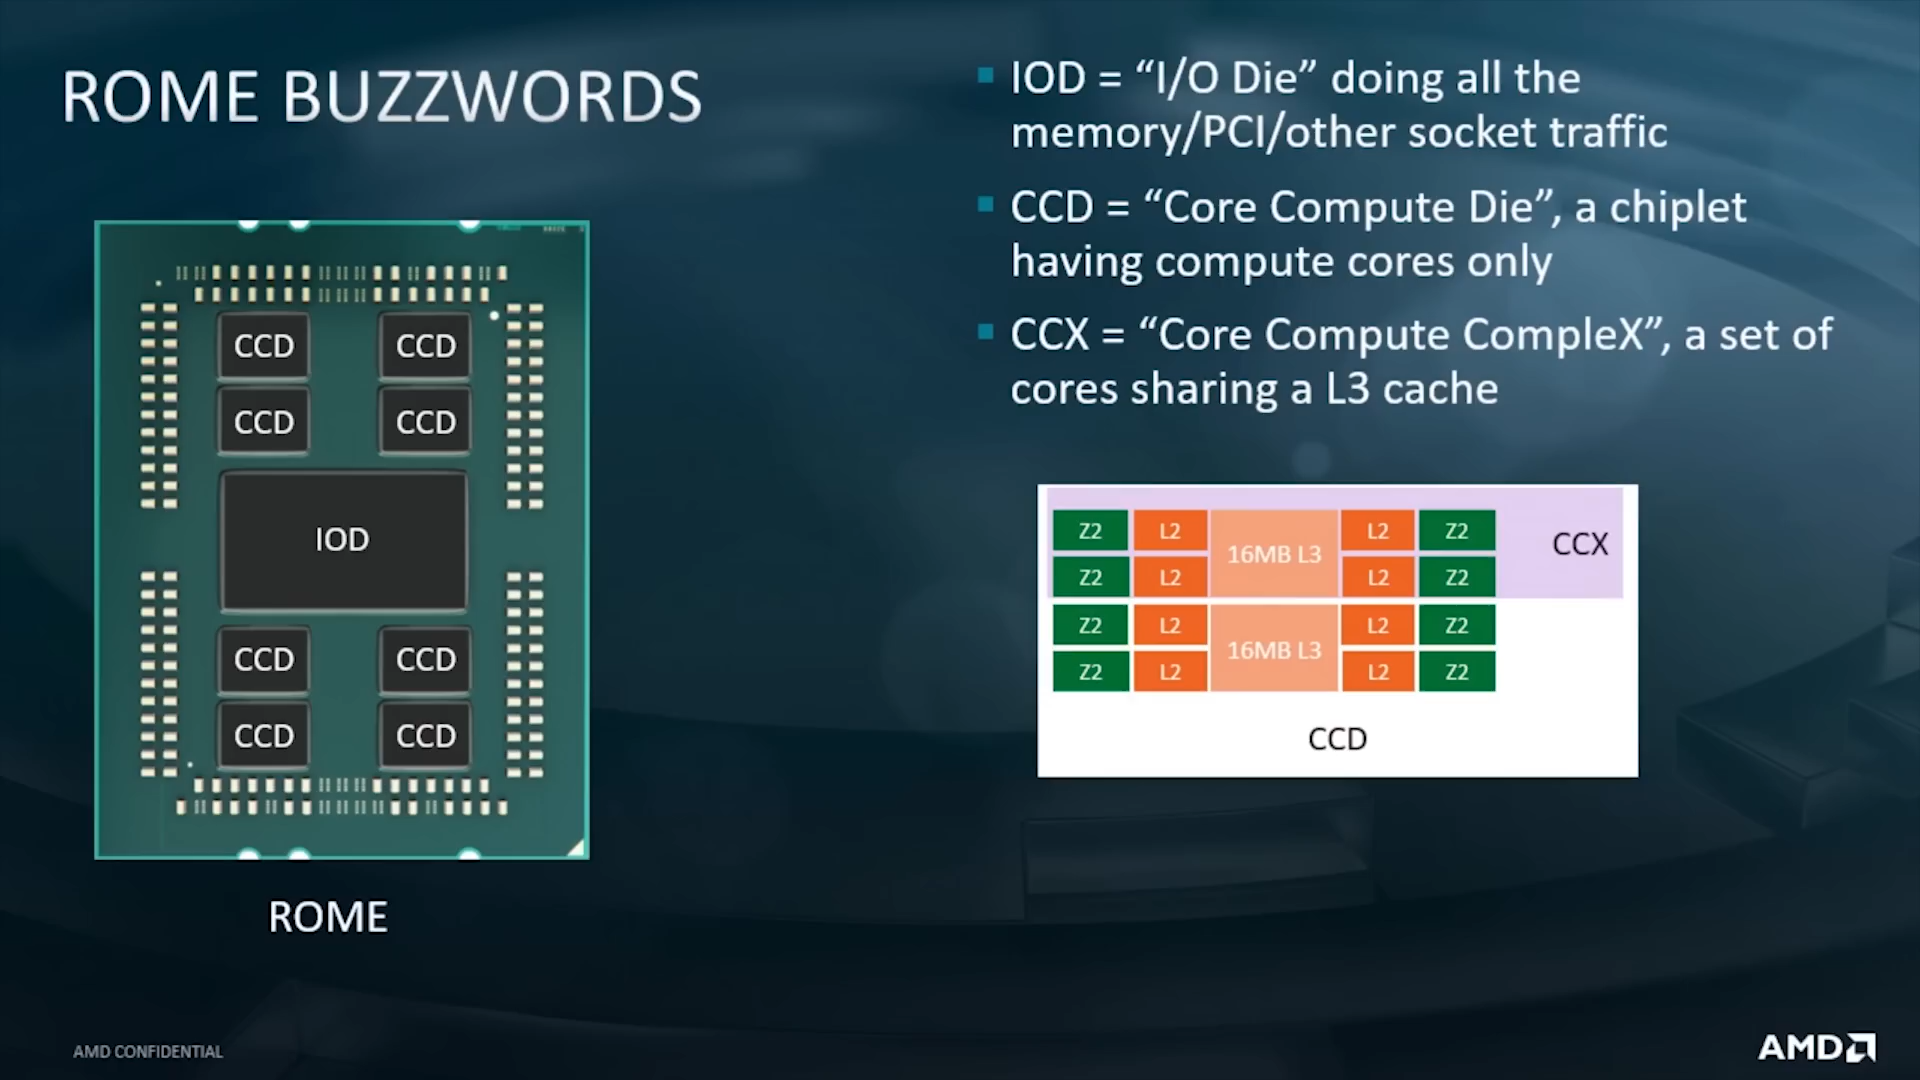 ROME BUZZWORDS
IOD = “I/O Die” doing all the
memory/PCI/other socket traffic
CCD = “Core Compute Die”, a chiplet
having compute cores only
CCX = “Core Compute CompleX”, a set of
cores sharing a L3 cache
CCD CCD
CCD CCD
IOD
CCD CCD
CCD CCD
ROME
Z2 L2 16MB L3 L2 Z2 CCX
Z2 L2 L2 Z2
Z2 L2 16MB L3 L2 Z2
Z2 L2 L2 Z2
CCD
AMD CONFIDENTIAL
AMD